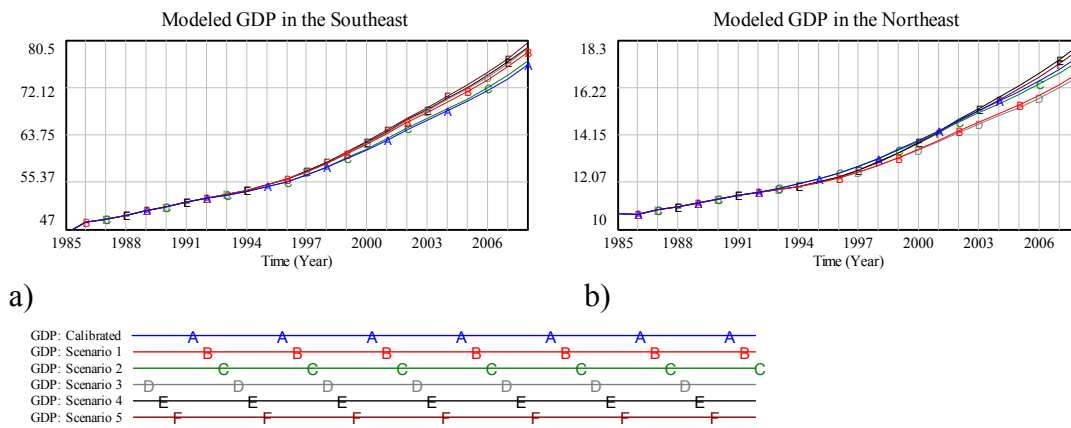 Modeled GDP in the Southeast
80.5
72.12
63.75
55.37
47
1985 1988 1991 1994 1997 2000 2003 2006
Time (Year)
a)
Modeled GDP in the Northeast
18.3
16.22
14.15
12.07
10
1985 1988 1991 1994 1997 2000 2003 2006
Time (Year)
b)
GDP: Calibrated A A A A A A A
GDP: Scenario 1 B B B B B B B
GDP: Scenario 2 C C C C C C C
GDP: Scenario 3 D D D D D D D
GDP: Scenario 4 E E E E E E E
GDP: Scenario 5 F F F F F F F